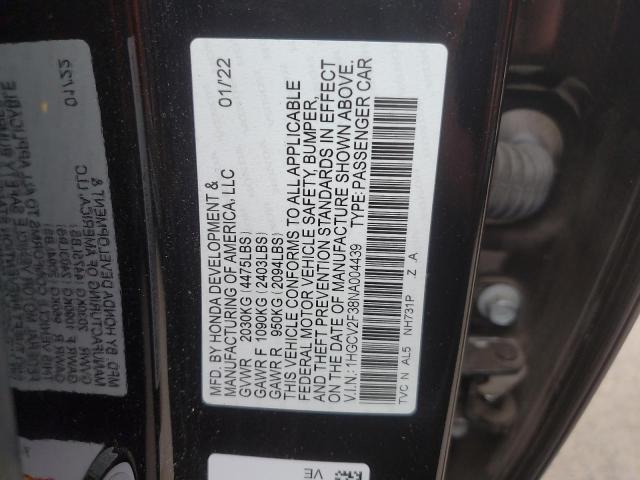 MFD. BY HONDA DEVELOPMENT & 01/22
MANUFACTURING OF AMERICA, LLC
GVWR 2030KG (4475LBS)
GAWR F 1090KG (2403LBS)
GAWR R 950KG (2094LBS)
THIS VEHICLE CONFORMS TO ALL APPLICABLE
FEDERAL MOTOR VEHICLE SAFETY, BUMPER,
AND THEFT PREVENTION STANDARDS IN EFFECT
ON THE DATE OF MANUFACTURE SHOWN ABOVE.
V.I.N.: 1HGCV2F38NA004439 TYPE: PASSENGER CAR
TVC N AL5 NH731P Z A
VE